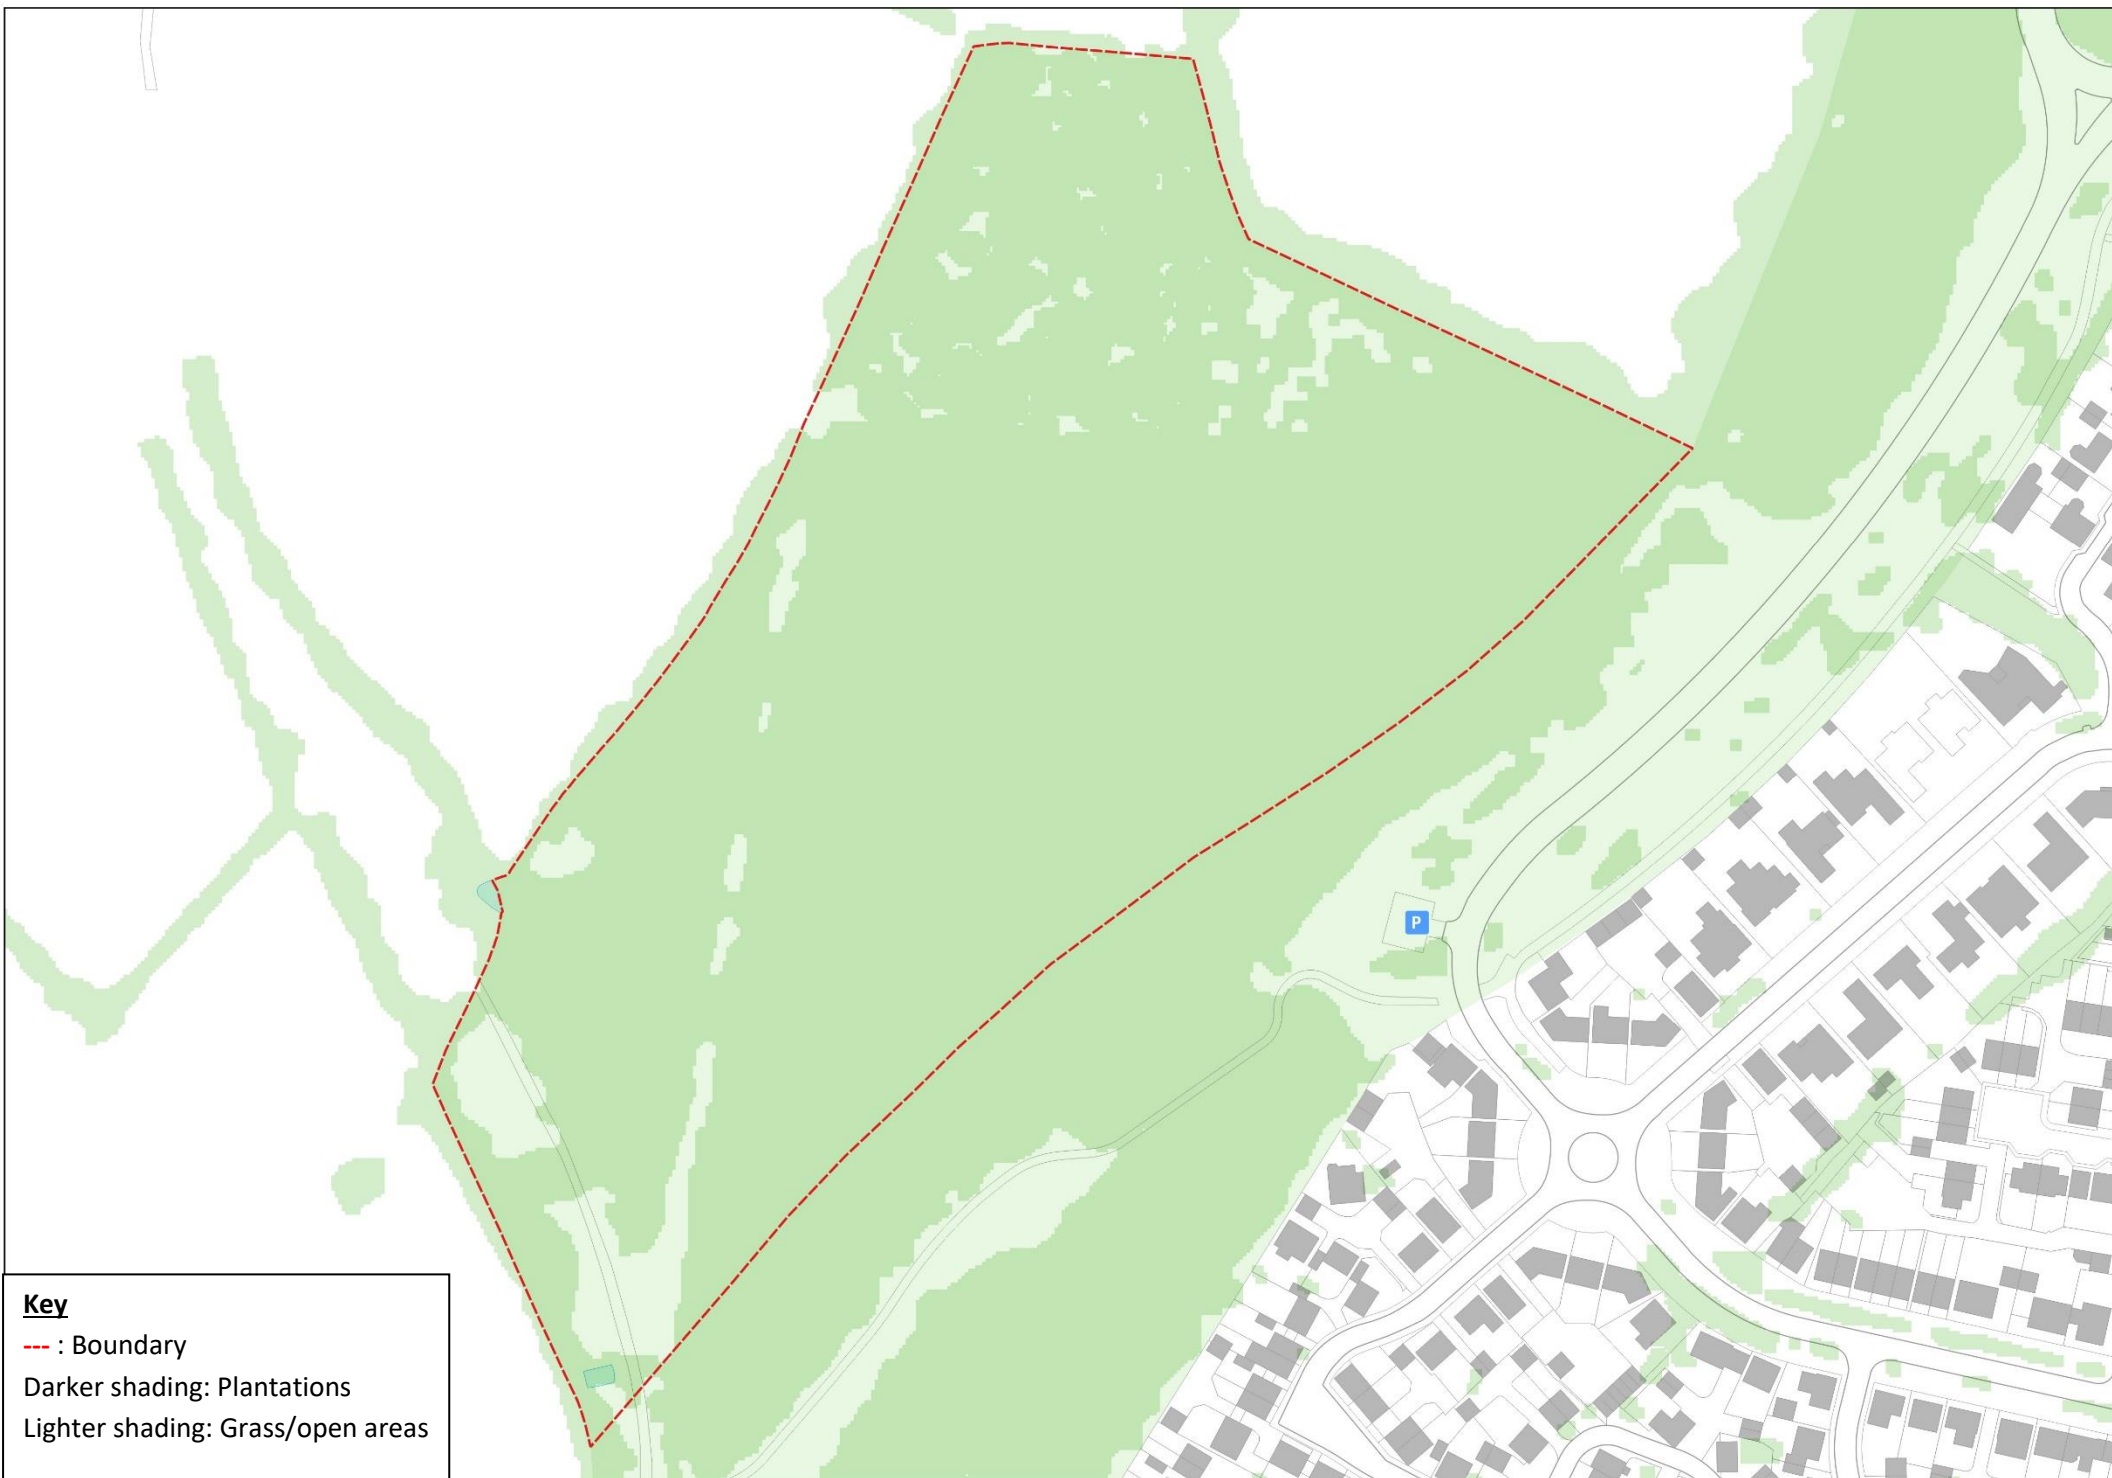 P
Key
--- : Boundary
Darker shading: Plantations
Lighter shading: Grass/open areas